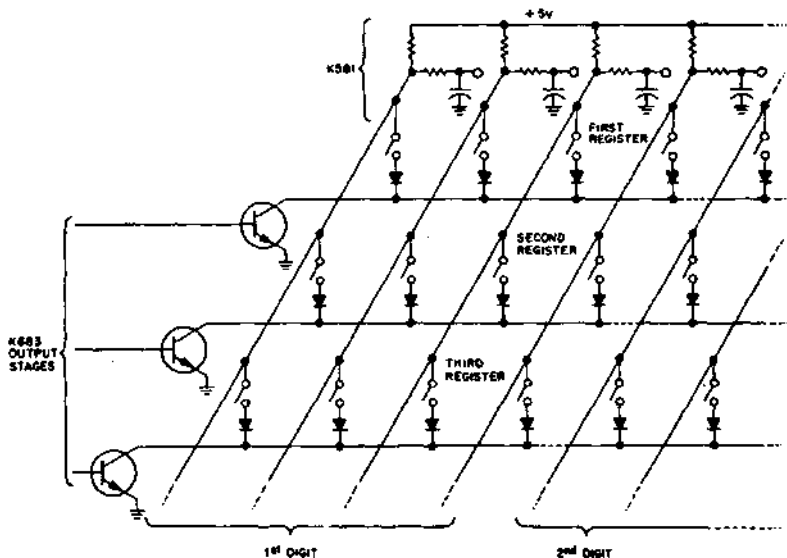 +5V
K581
FIRST
REGISTER
SECOND
REGISTER
K683
OUTPUT
STAGES
THIRD
REGISTER
1st DIGIT
2nd DIGIT